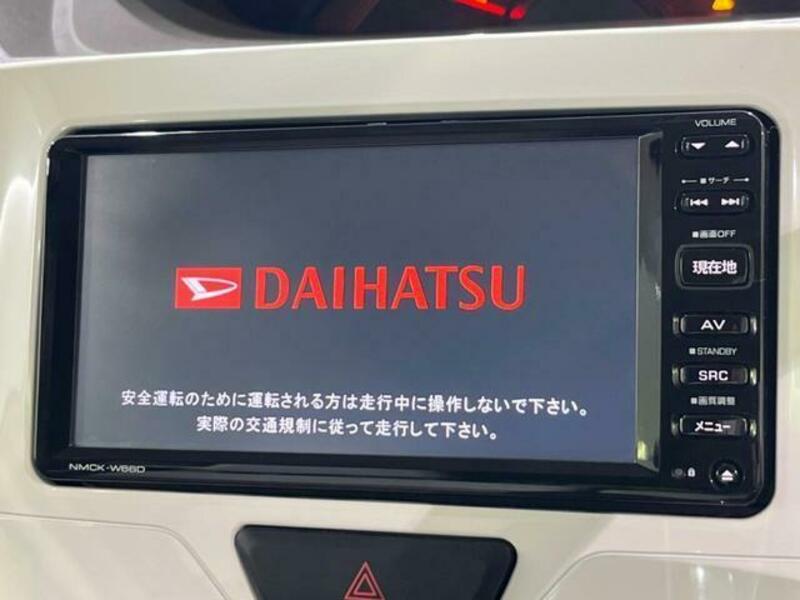 VOLUME
サーチ
■画面OFF
現在地
AV
■STANDBY
SRC
■画質調整
メニュー
DAIHATSU
安全運転のために運転される方は走行中に操作しないで下さい。
実際の交通規制に従って走行して下さい。
NMCK-W66D